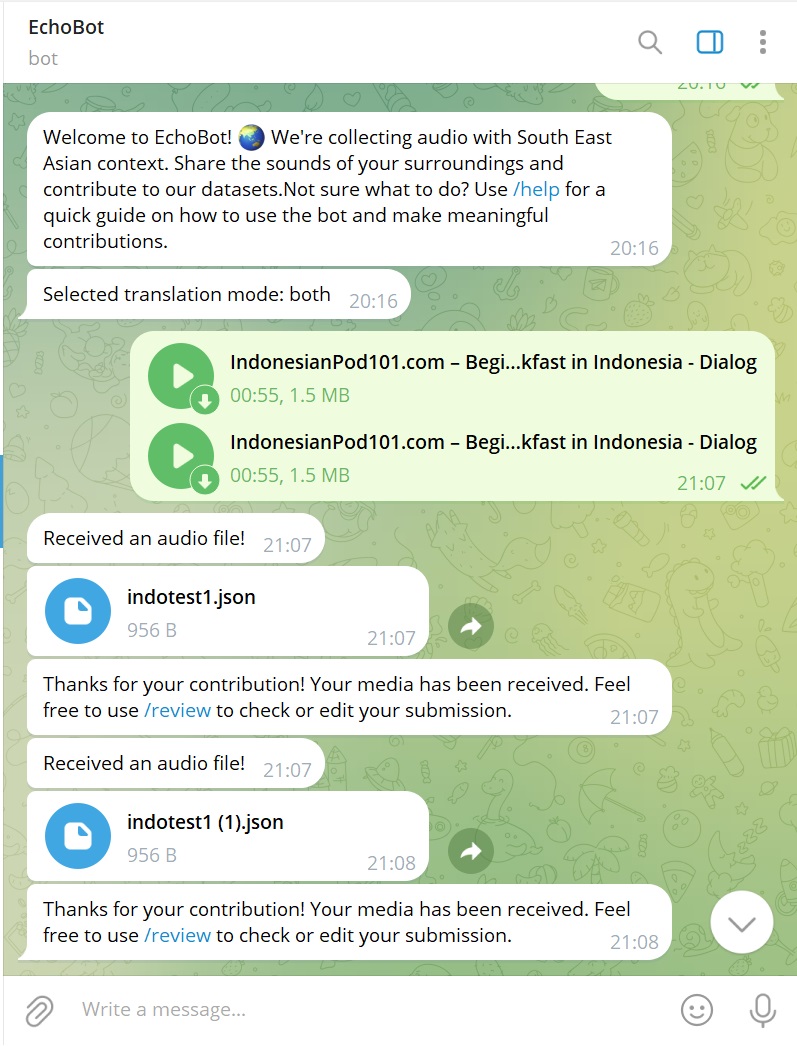 EchoBot
bot
20:16
Welcome to EchoBot! 🌏 We're collecting audio with South East
Asian context. Share the sounds of your surroundings and
contribute to our datasets.Not sure what to do? Use /help for a
quick guide on how to use the bot and make meaningful
contributions.
20:16
Selected translation mode: both 20:16
IndonesianPod101.com – Begi...kfast in Indonesia - Dialog
00:55, 1.5 MB
IndonesianPod101.com – Begi...kfast in Indonesia - Dialog
00:55, 1.5 MB
21:07
Received an audio file! 21:07
indotest1.json
956 B
21:07
Thanks for your contribution! Your media has been received. Feel
free to use /review to check or edit your submission.
21:07
Received an audio file! 21:07
indotest1 (1).json
956 B
21:08
Thanks for your contribution! Your media has been received. Feel
free to use /review to check or edit your submission.
21:08
Write a message...